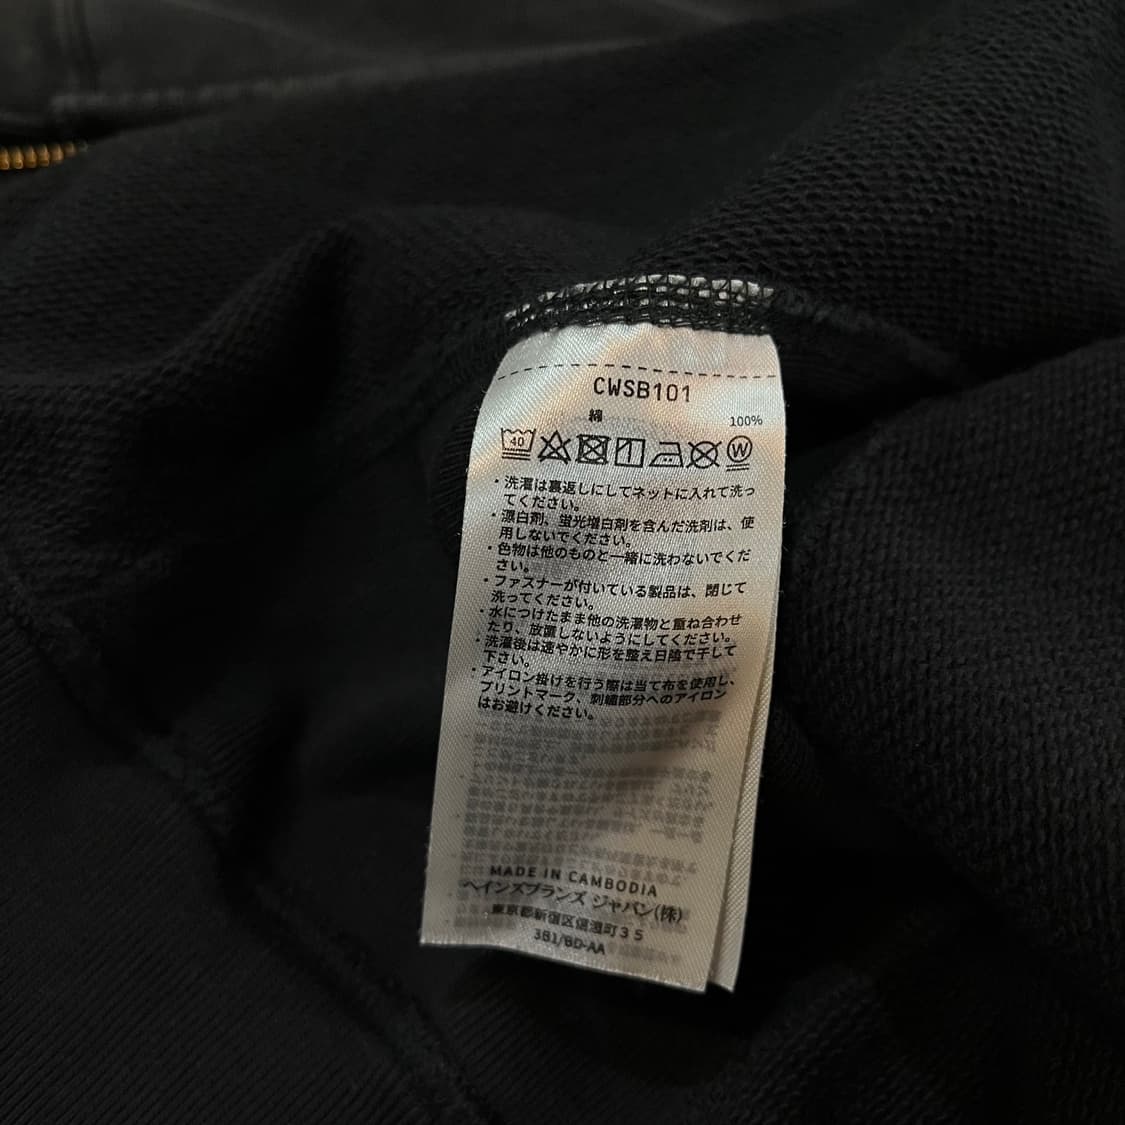 CWSB101
綿 100%
40 W
・洗濯は裏返しにしてネットに入れて洗っ
てください。
・漂白剤、蛍光増白剤を含んだ洗剤は、使
用しないでください。
・色物は他のものと一緒に洗わないでくだ
さい。
・ファスナーが付いている製品は、閉じて
洗ってください。
・水につけたまま他の洗濯物と重ね合わせ
たり、放置しないようにしてください。
・洗濯後は速やかに形を整え日陰で干して
下さい。
・アイロン掛けを行う際は当て布を使用し、
プリントマーク、刺繍部分へのアイロン
はお避けください。
MADE IN CAMBODIA
ヘインズブランズ ジャパン(株)
東京都新宿区信濃町35
3B1/BD-AA